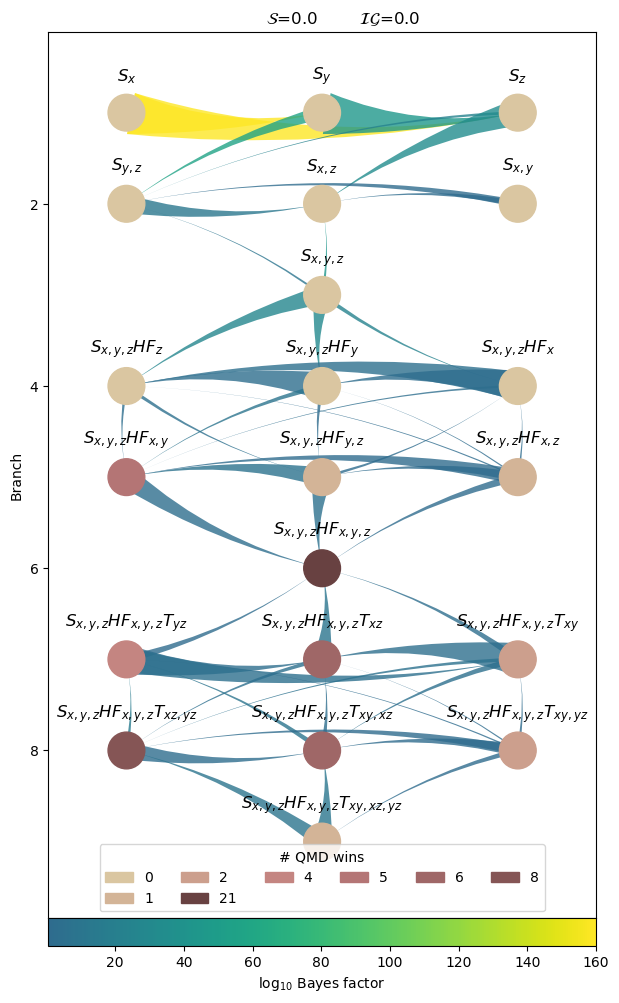 𝒮=0.0 ℐ𝒢=0.0
S_x S_y S_z
S_{y,z} S_{x,z} S_{x,y}
2
S_{x,y,z}
S_{x,y,z}HF_z S_{x,y,z}HF_y S_{x,y,z}HF_x
4
S_{x,y,z}HF_{x,y} S_{x,y,z}HF_{y,z} S_{x,y,z}HF_{x,z}
Branch
S_{x,y,z}HF_{x,y,z}
6
S_{x,y,z}HF_{x,y,z}T_{yz} S_{x,y,z}HF_{x,y,z}T_{xz} S_{x,y,z}HF_{x,y,z}T_{xy}
S_{x,y,z}HF_{x,y,z}T_{xz,yz} S_{x,y,z}HF_{x,y,z}T_{xy,xz} S_{x,y,z}HF_{x,y,z}T_{xy,yz}
8
S_{x,y,z}HF_{x,y,z}T_{xy,xz,yz}
# QMD wins
0 2 4 5 6 8
1 21
20 40 60 80 100 120 140 160
log_{10} Bayes factor